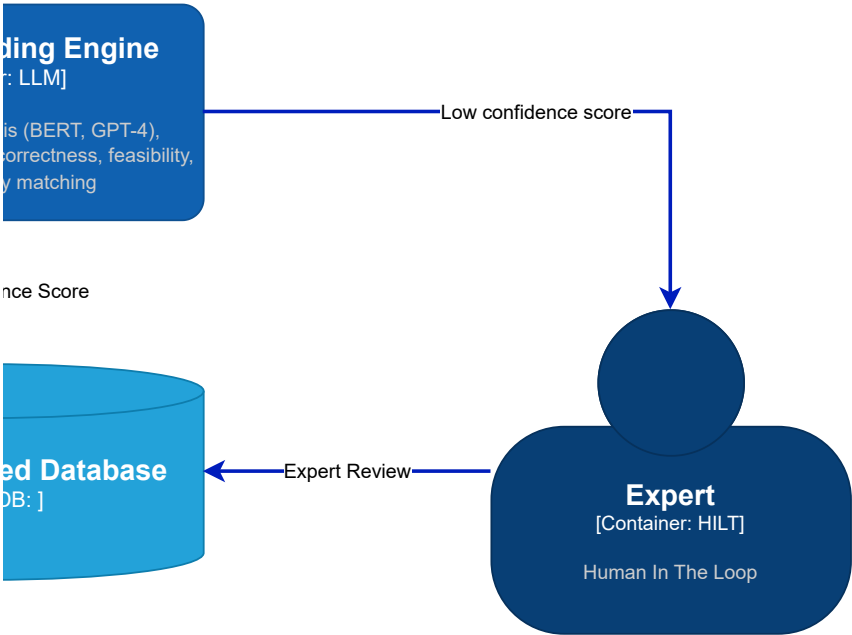 ding Engine
r: LLM]
is (BERT, GPT-4),
correctness, feasibility,
y matching
Low confidence score
nce Score
ed Database
DB: ]
Expert Review
Expert
[Container: HILT]
Human In The Loop